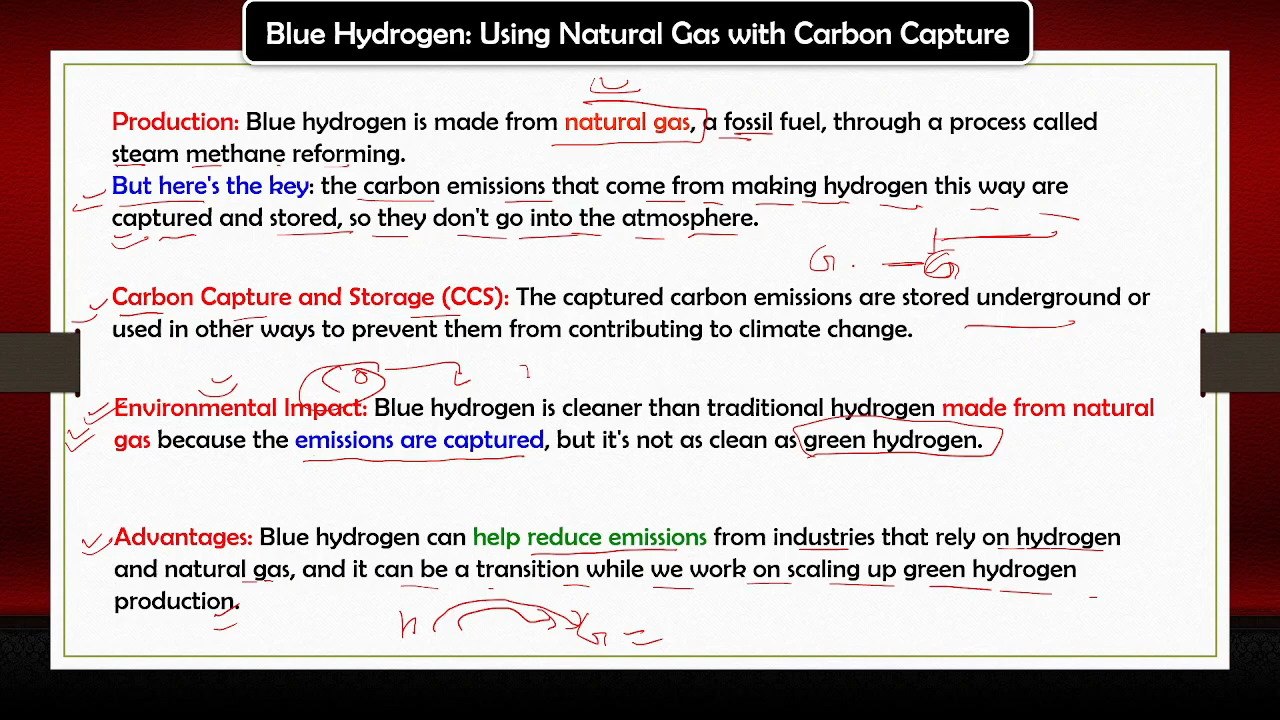 Blue Hydrogen: Using Natural Gas with Carbon Capture
Production: Blue hydrogen is made from natural gas, a fossil fuel, through a process called
steam methane reforming.
But here's the key: the carbon emissions that come from making hydrogen this way are
captured and stored, so they don't go into the atmosphere.
Carbon Capture and Storage (CCS): The captured carbon emissions are stored underground or
used in other ways to prevent them from contributing to climate change.
Environmental Impact: Blue hydrogen is cleaner than traditional hydrogen made from natural
gas because the emissions are captured, but it's not as clean as green hydrogen.
Advantages: Blue hydrogen can help reduce emissions from industries that rely on hydrogen
and natural gas, and it can be a transition while we work on scaling up green hydrogen
production.